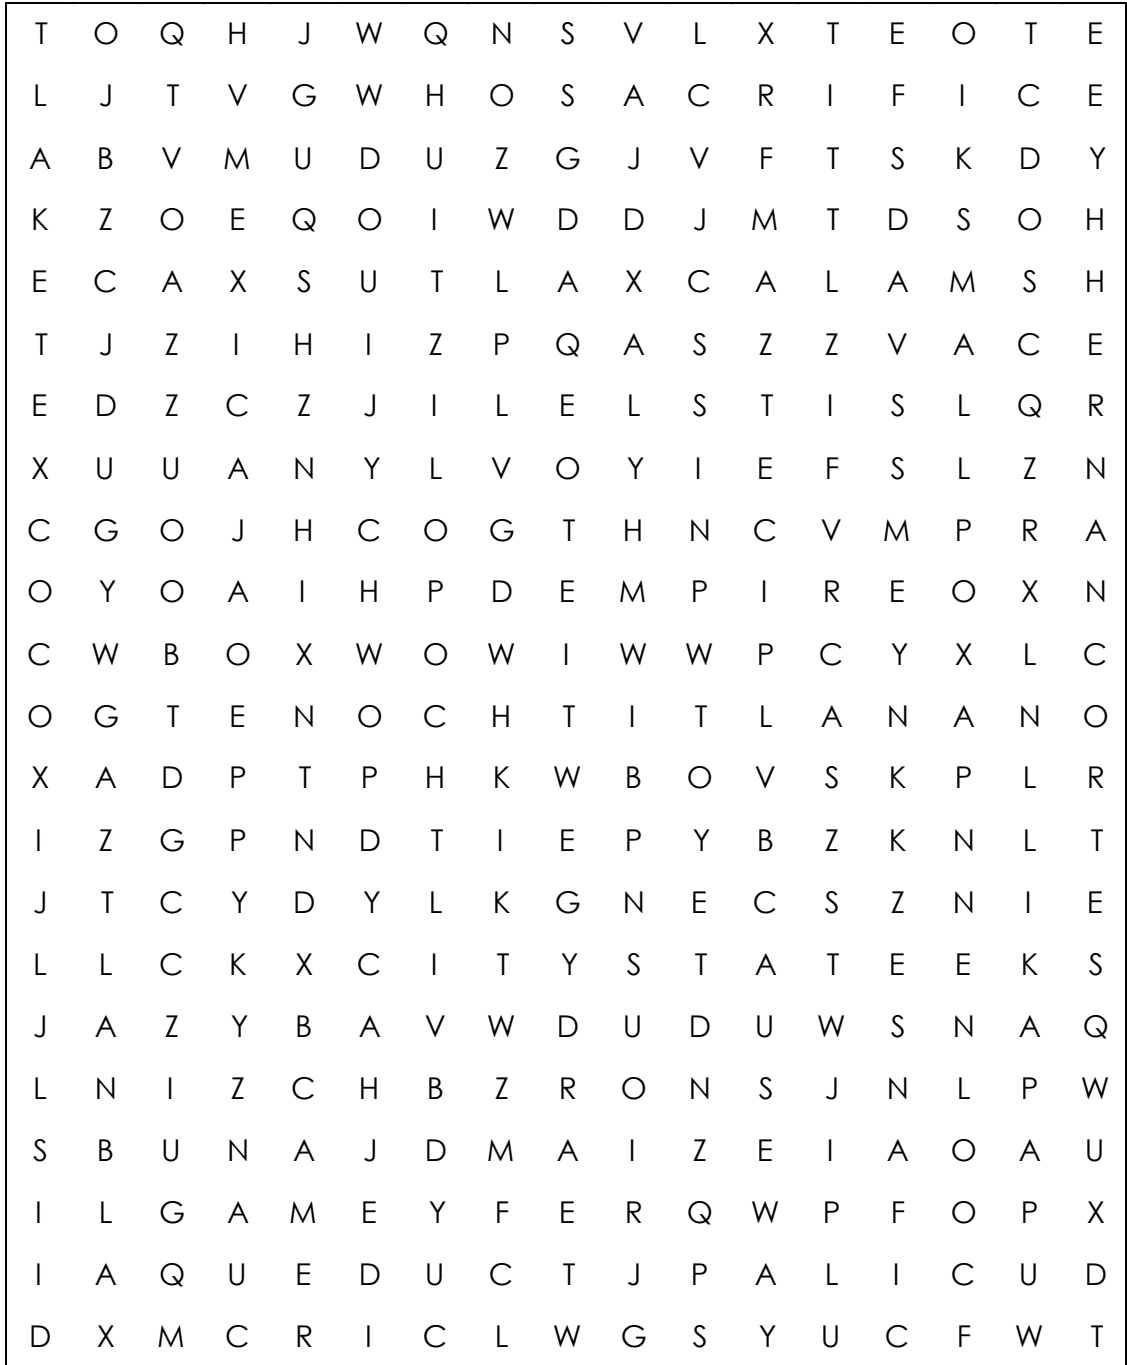 T O Q H J W Q N S V L X T E O T E
L J T V G W H O S A C R I F I C E
A B V M U D U Z G J V F T S K D Y
K Z O E Q O I W D D J M T D S O H
E C A X S U T L A X C A L A M S H
T J Z I H I Z P Q A S Z Z V A C E
E D Z C Z J I L E L S T I S L Q R
X U U A N Y L V O Y I E F S L Z N
C G O J H C O G T H N C V M P R A
O Y O A I H P D E M P I R E O X N
C W B O X W O W I W W P C Y X L C
O G T E N O C H T I T L A N A N O
X A D P T P H K W B O V S K P L R
I Z G P N D T I E P Y B Z K N L T
J T C Y D Y L K G N E C S Z N I E
L L C K X C I T Y S T A T E E K S
J A Z Y B A V W D U D U W S N A Q
L N I Z C H B Z R O N S J N L P W
S B U N A J D M A I Z E I A O A U
I L G A M E Y F E R Q W P F O P X
I A Q U E D U C T J P A L I C U D
D X M C R I C L W G S Y U C F W T